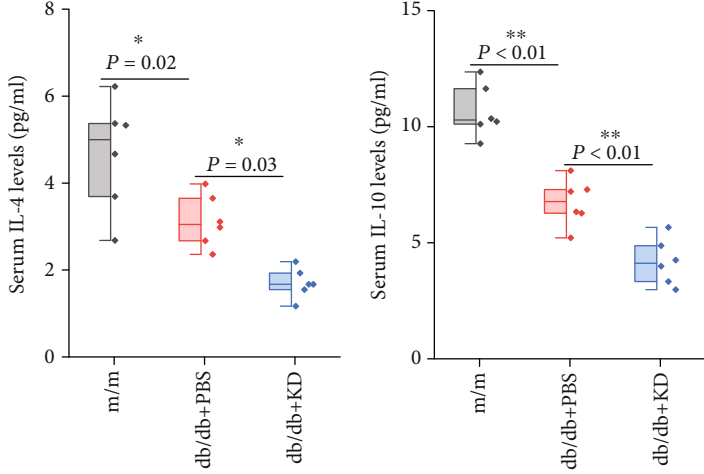 Serum IL-4 levels (pg/ml)
8
6
4
2
0
*
P = 0.02
*
P = 0.03
m/m
db/db+PBS
db/db+KD
Serum IL-10 levels (pg/ml)
15
10
5
0
**
P < 0.01
**
P < 0.01
m/m
db/db+PBS
db/db+KD